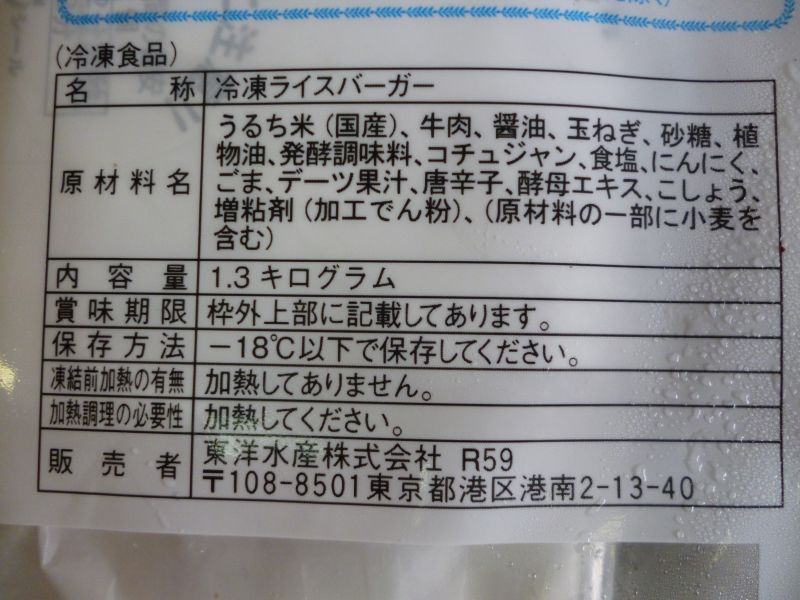 (冷凍食品)
名称 冷凍ライスバーガー
原材料名 うるち米(国産)、牛肉、醤油、玉ねぎ、砂糖、植
物油、発酵調味料、コチュジャン、食塩、にんにく、
ごま、デーツ果汁、唐辛子、酵母エキス、こしょう、
増粘剤(加工でん粉)、(原材料の一部に小麦を
含む)
内容量 1.3キログラム
賞味期限 枠外上部に記載してあります。
保存方法 −18℃以下で保存してください。
凍結前加熱の有無 加熱してありません。
加熱調理の必要性 加熱してください。
販売者 東洋水産株式会社 R59
〒108-8501東京都港区港南2-13-40